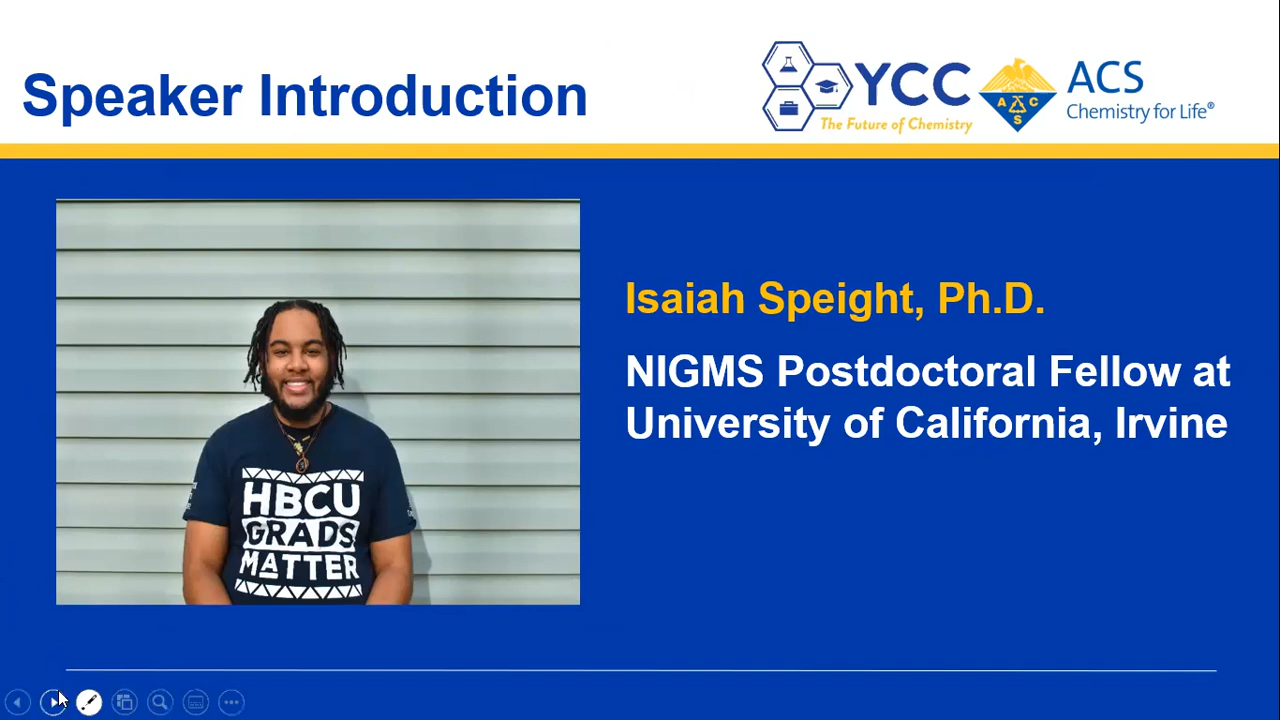 Speaker Introduction
YCC
The Future of Chemistry
A C S
ACS
Chemistry for Life®
Isaiah Speight, Ph.D.
NIGMS Postdoctoral Fellow at
University of California, Irvine
HBCU
GRADS
MATTER